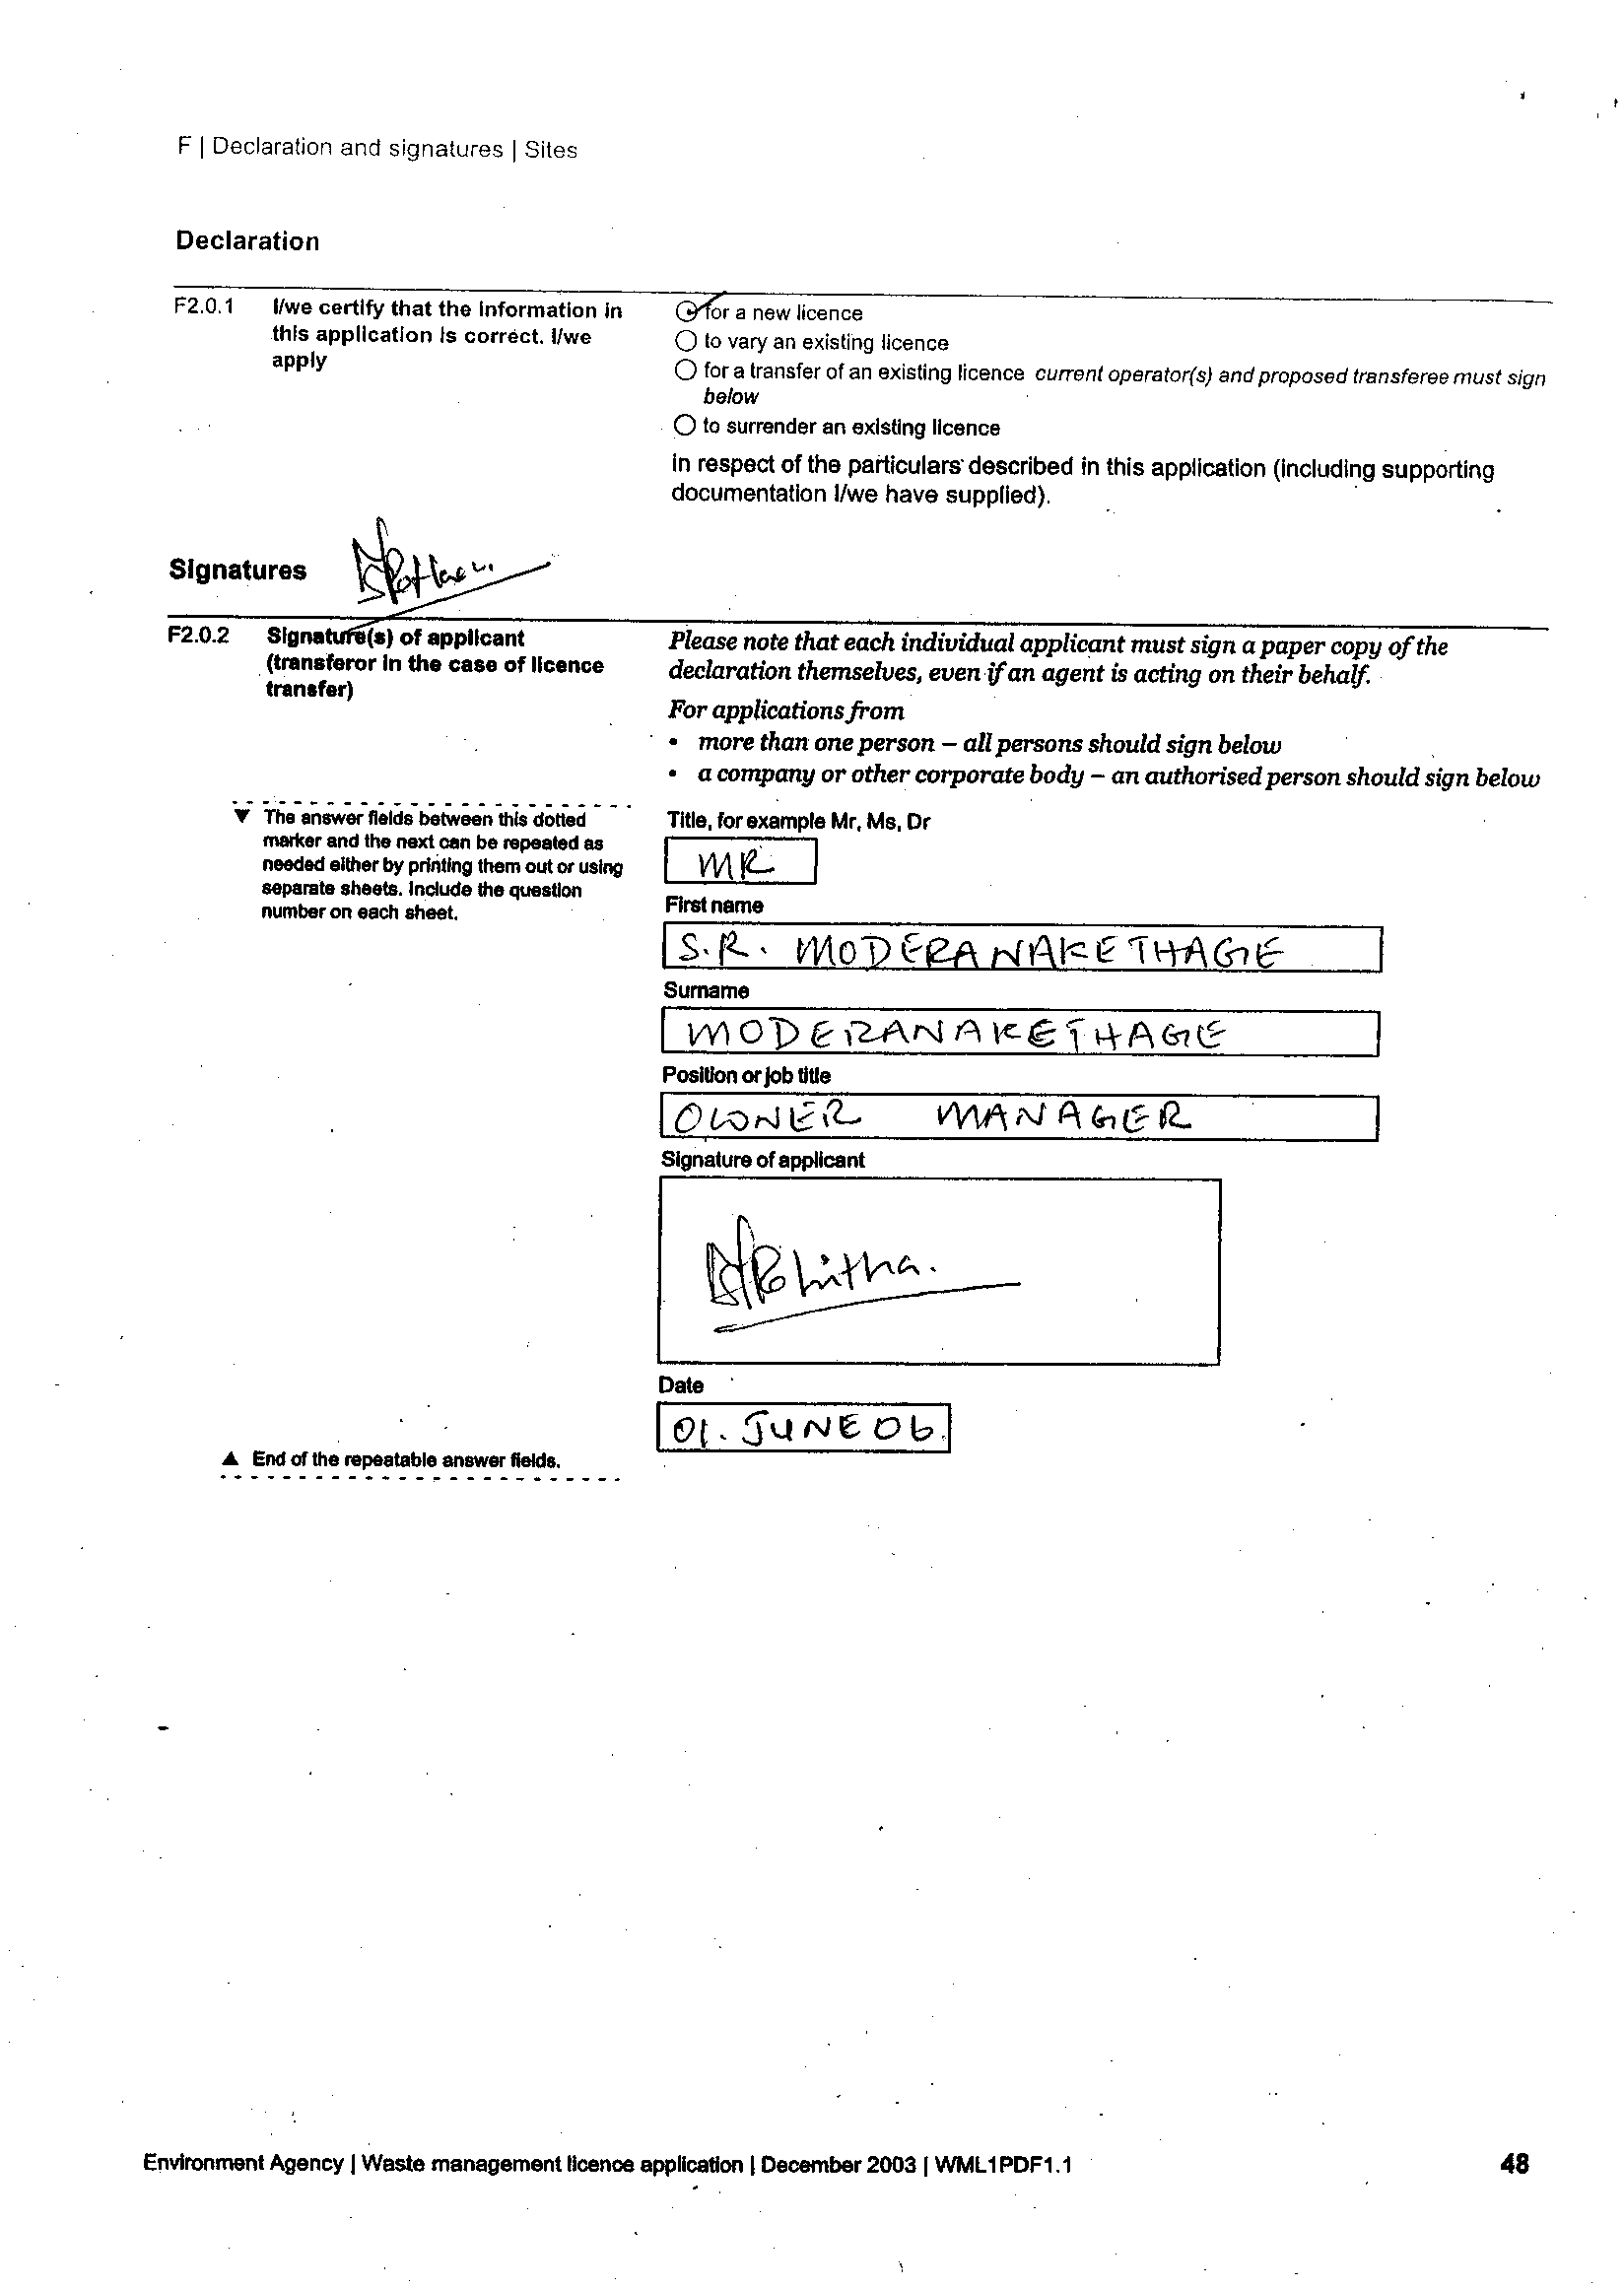 F | Declaration and signatures | Sites
Declaration
F2.0.1 I/we certify that the information in this application is correct. I/we apply
for a new licence
to vary an existing licence
for a transfer of an existing licence current operator(s) and proposed transferee must sign
below
to surrender an existing licence
in respect of the particulars described in this application (including supporting
documentation I/we have supplied).
Signatures
F2.0.2 Signature(s) of applicant
(transferor in the case of licence
transfer)
Please note that each individual applicant must sign a paper copy of the
declaration themselves, even if an agent is acting on their behalf.
For applications from
• more than one person – all persons should sign below
• a company or other corporate body – an authorised person should sign below
▼ The answer fields between this dotted
marker and the next can be repeated as
needed either by printing them out or using
separate sheets. Include the question
number on each sheet.
Title, for example Mr, Ms, Dr
MR
First name
S.R. MODERANAKETHAGE
Surname
MODERANAKETHAGE
Position or job title
OWNER MANAGER
Signature of applicant
Date
01. JUNE 06.
▲ End of the repeatable answer fields.
Environment Agency | Waste management licence application | December 2003 | WML1PDF1.1
48